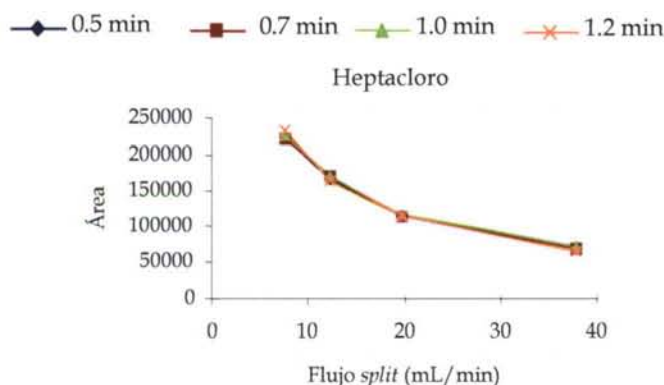 0.5 min 0.7 min 1.0 min 1.2 min
Heptacloro
250000
200000
150000
100000
50000
0
Área
0 10 20 30 40
Flujo split (mL/min)